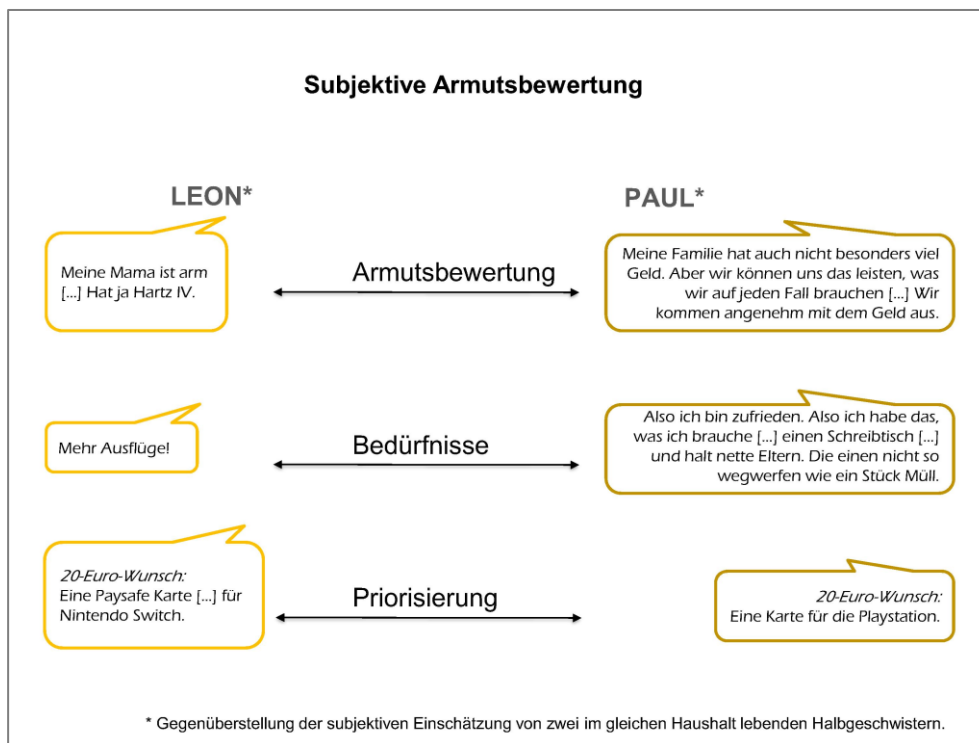 Subjektive Armutsbewertung
LEON*
PAUL*
Meine Mama ist arm
[...] Hat ja Hartz IV.
Armutsbewertung
Meine Familie hat auch nicht besonders viel
Geld. Aber wir können uns das leisten, was
wir auf jeden Fall brauchen [...] Wir
kommen angenehm mit dem Geld aus.
Mehr Ausflüge!
Bedürfnisse
Also ich bin zufrieden. Also ich habe das,
was ich brauche [...] einen Schreibtisch [...]
und halt nette Eltern. Die einen nicht so
wegwerfen wie ein Stück Müll.
20-Euro-Wunsch:
Eine Paysafe Karte [...] für
Nintendo Switch.
Priorisierung
20-Euro-Wunsch:
Eine Karte für die Playstation.
* Gegenüberstellung der subjektiven Einschätzung von zwei im gleichen Haushalt lebenden Halbgeschwistern.